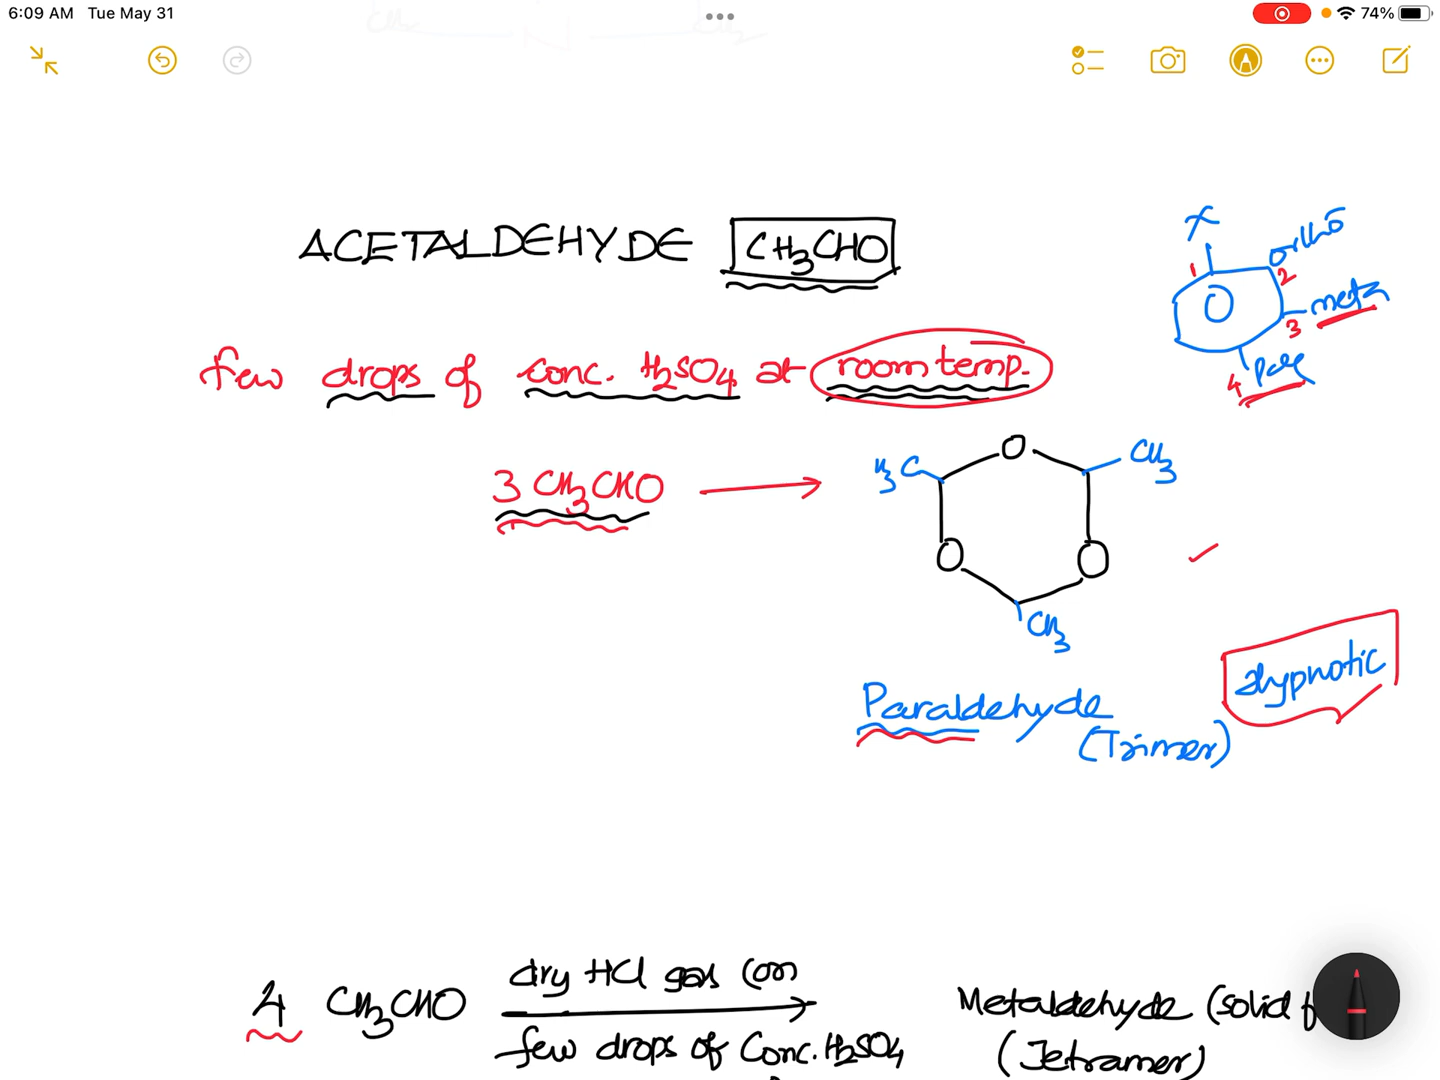 6:09 AM Tue May 31
74%
ACETALDEHYDE CH3CHO
X
1
ortho
2
meta
3
para
4
few drops of conc. H2SO4 at room temp.
3 CH3CHO
O
H3C
CH3
O
O
CH3
Hypnotic
Paraldehyde
(Trimer)
dry HCl gas (or)
4 CH3CHO
Metaldehyde (solid
few drops of Conc. H2SO4
(Tetramer)